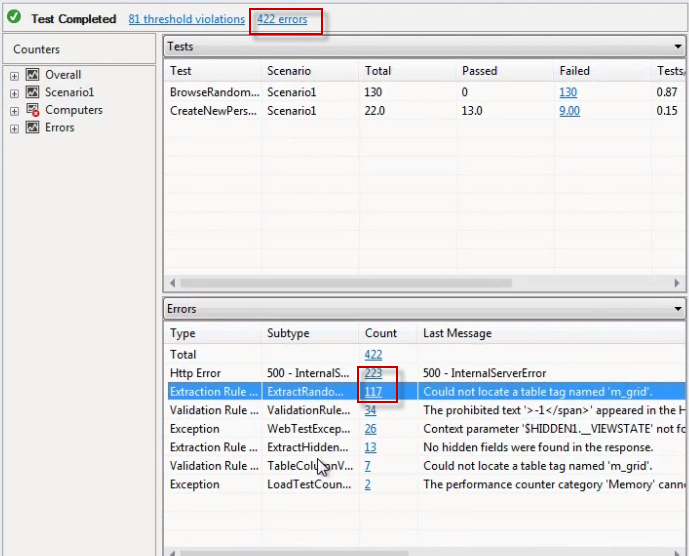 Test Completed 81 threshold violations 422 errors
Counters
Overall
Scenario1
Computers
Errors
Tests
Test Scenario Total Passed Failed Tests/
BrowseRandom... Scenario1 130 0 130 0.87
CreateNewPers... Scenario1 22.0 13.0 9.00 0.15
Errors
Type Subtype Count Last Message
Total 422
Http Error 500 - InternalS... 223 500 - InternalServerError
Extraction Rule ... ExtractRando... 117 Could not locate a table tag named 'm_grid'.
Validation Rule ... ValidationRule... 34 The prohibited text '>-1</span>' appeared in the H
Exception WebTestExcep... 26 Context parameter '$HIDDEN1.__VIEWSTATE' not fo
Extraction Rule ... ExtractHidden... 13 No hidden fields were found in the response.
Validation Rule ... TableColumnV... 7 Could not locate a table tag named 'm_grid'.
Exception LoadTestCoun... 2 The performance counter category 'Memory' canno